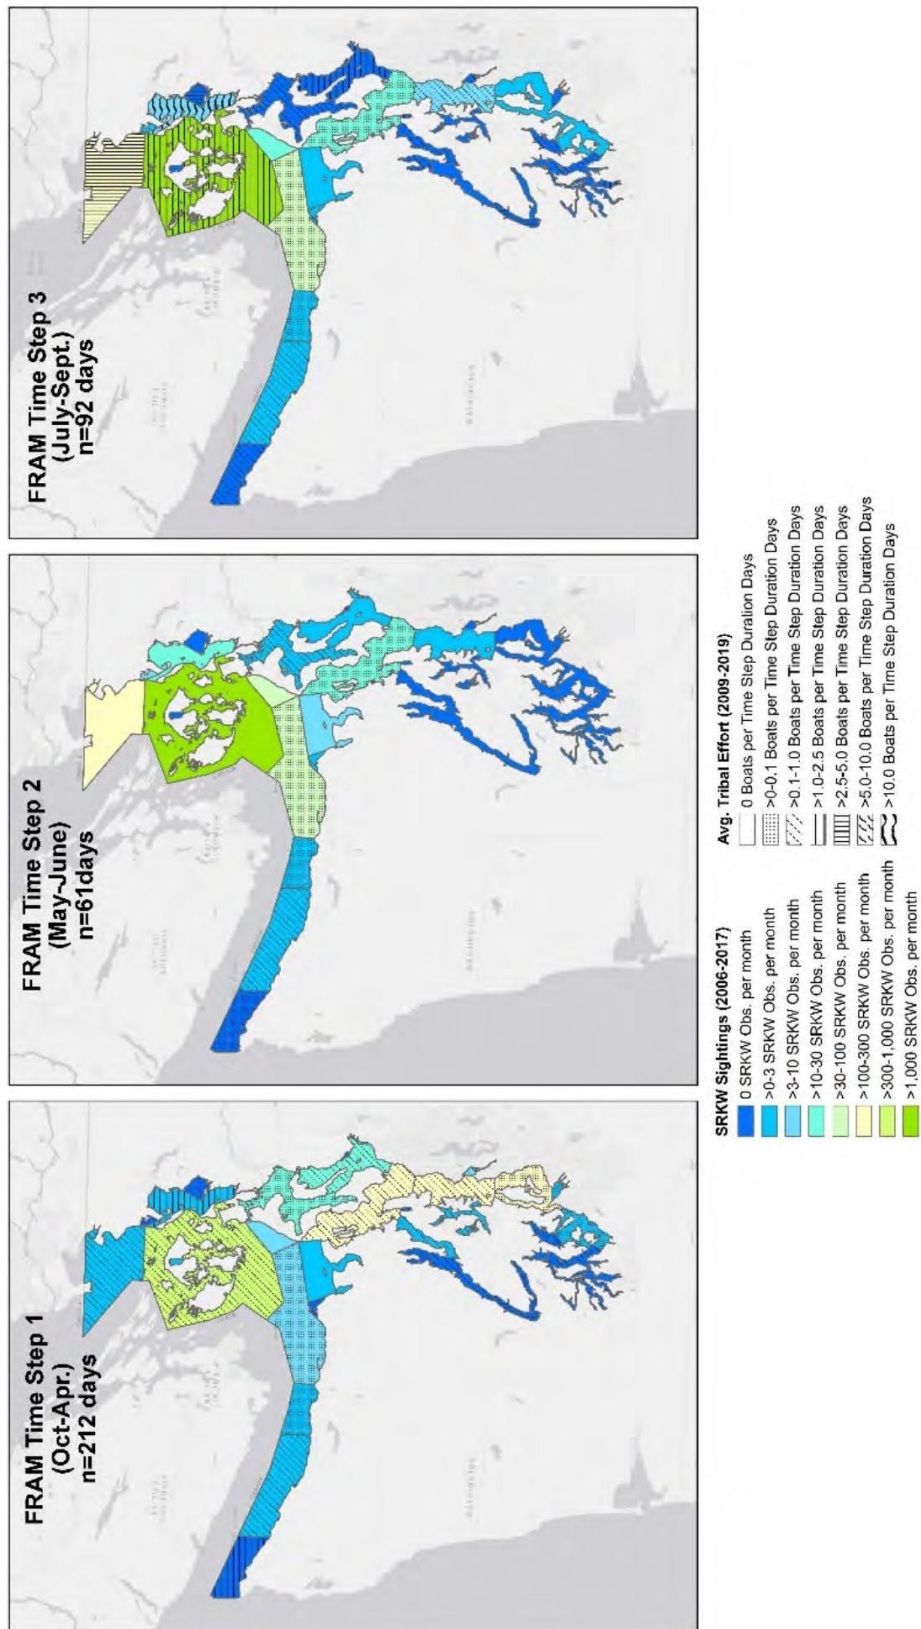 FRAM Time Step 1
(Oct-Apr.)
n=212 days
FRAM Time Step 2
(May-June)
n=61days
FRAM Time Step 3
(July-Sept.)
n=92 days
WASHINGTON
WASHINGTON
WASHINGTON
SRKW Sightings (2006-2017)
0 SRKW Obs. per month
>0-3 SRKW Obs. per month
>3-10 SRKW Obs. per month
>10-30 SRKW Obs. per month
>30-100 SRKW Obs. per month
>100-300 SRKW Obs. per month
>300-1,000 SRKW Obs. per month
>1,000 SRKW Obs. per month
Avg. Tribal Effort (2009-2019)
0 Boats per Time Step Duration Days
>0-0.1 Boats per Time Step Duration Days
>0.1-1.0 Boats per Time Step Duration Days
>1.0-2.5 Boats per Time Step Duration Days
>2.5-5.0 Boats per Time Step Duration Days
>5.0-10.0 Boats per Time Step Duration Days
>10.0 Boats per Time Step Duration Days